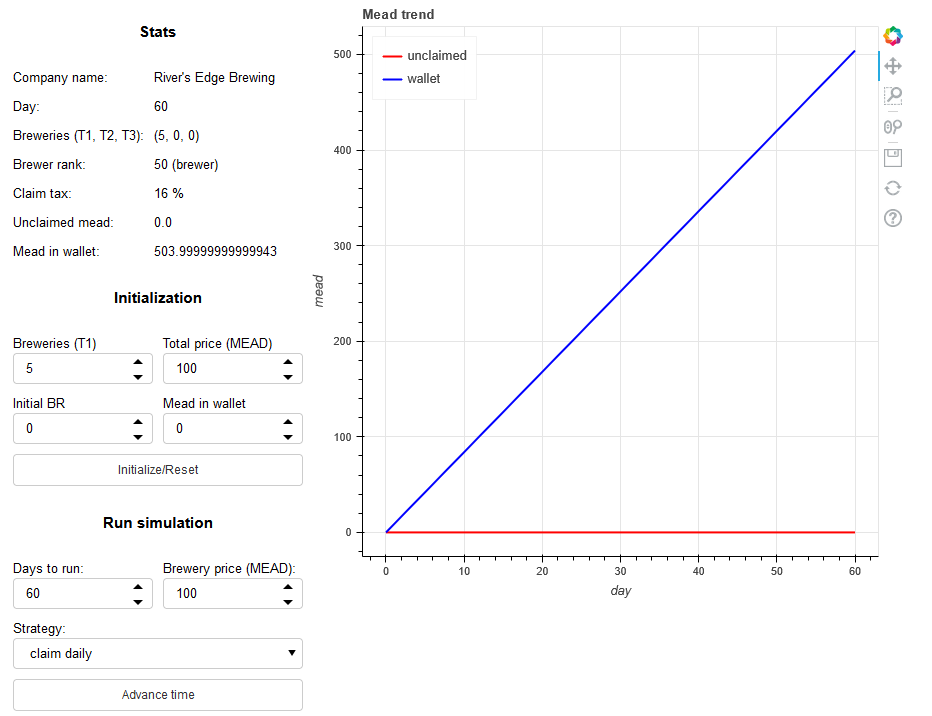 Stats
Company name: River's Edge Brewing
Day: 60
Breweries (T1, T2, T3): (5, 0, 0)
Brewer rank: 50 (brewer)
Claim tax: 16 %
Unclaimed mead: 0.0
Mead in wallet: 503.99999999999943
Initialization
Breweries (T1) Total price (MEAD)
5 100
Initial BR Mead in wallet
0 0
Initialize/Reset
Run simulation
Days to run: Brewery price (MEAD):
60 100
Strategy:
claim daily
Advance time
Mead trend
unclaimed
wallet
500
400
300
200
100
0
mead
0 10 20 30 40 50 60
day